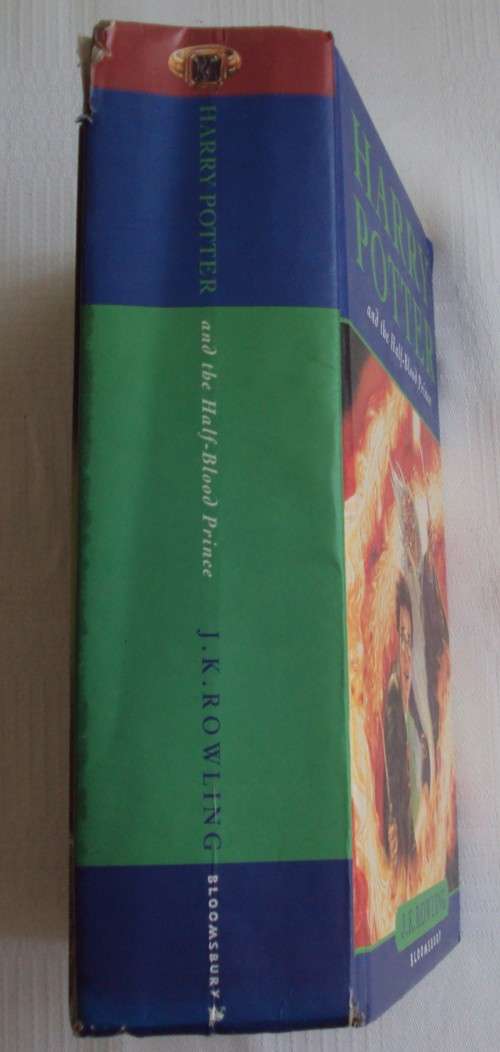 HARRY POTTER
and the Half-Blood Prince
J.K. ROWLING
BLOOMSBURY
HARRY
POTTER
and the Half-Blood Prince
J.K. ROWLING
BLOOMSBURY